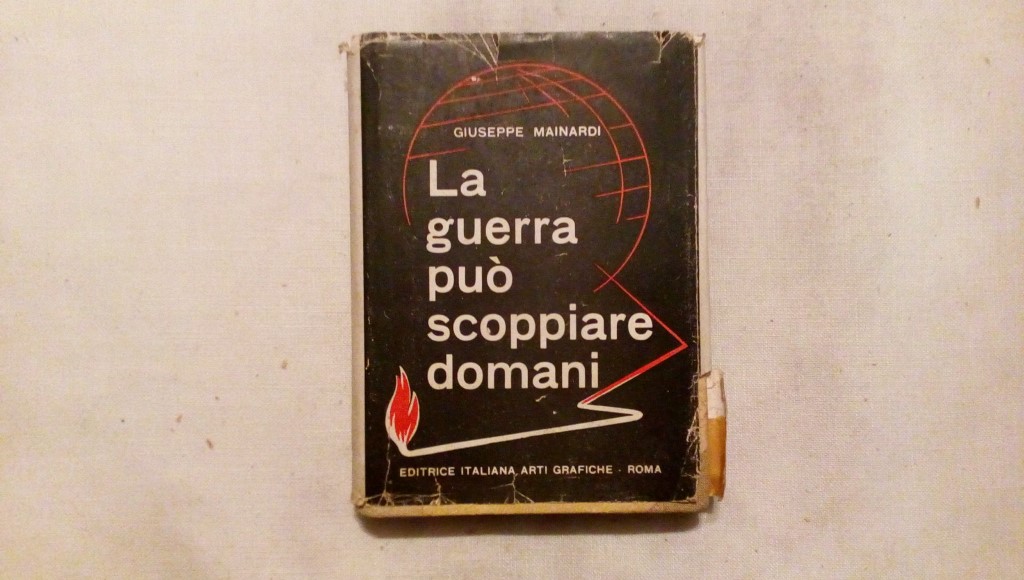 GIUSEPPE MAINARDI
La
guerra
può
scoppiare
domani
EDITRICE ITALIANA ARTI GRAFICHE - ROMA